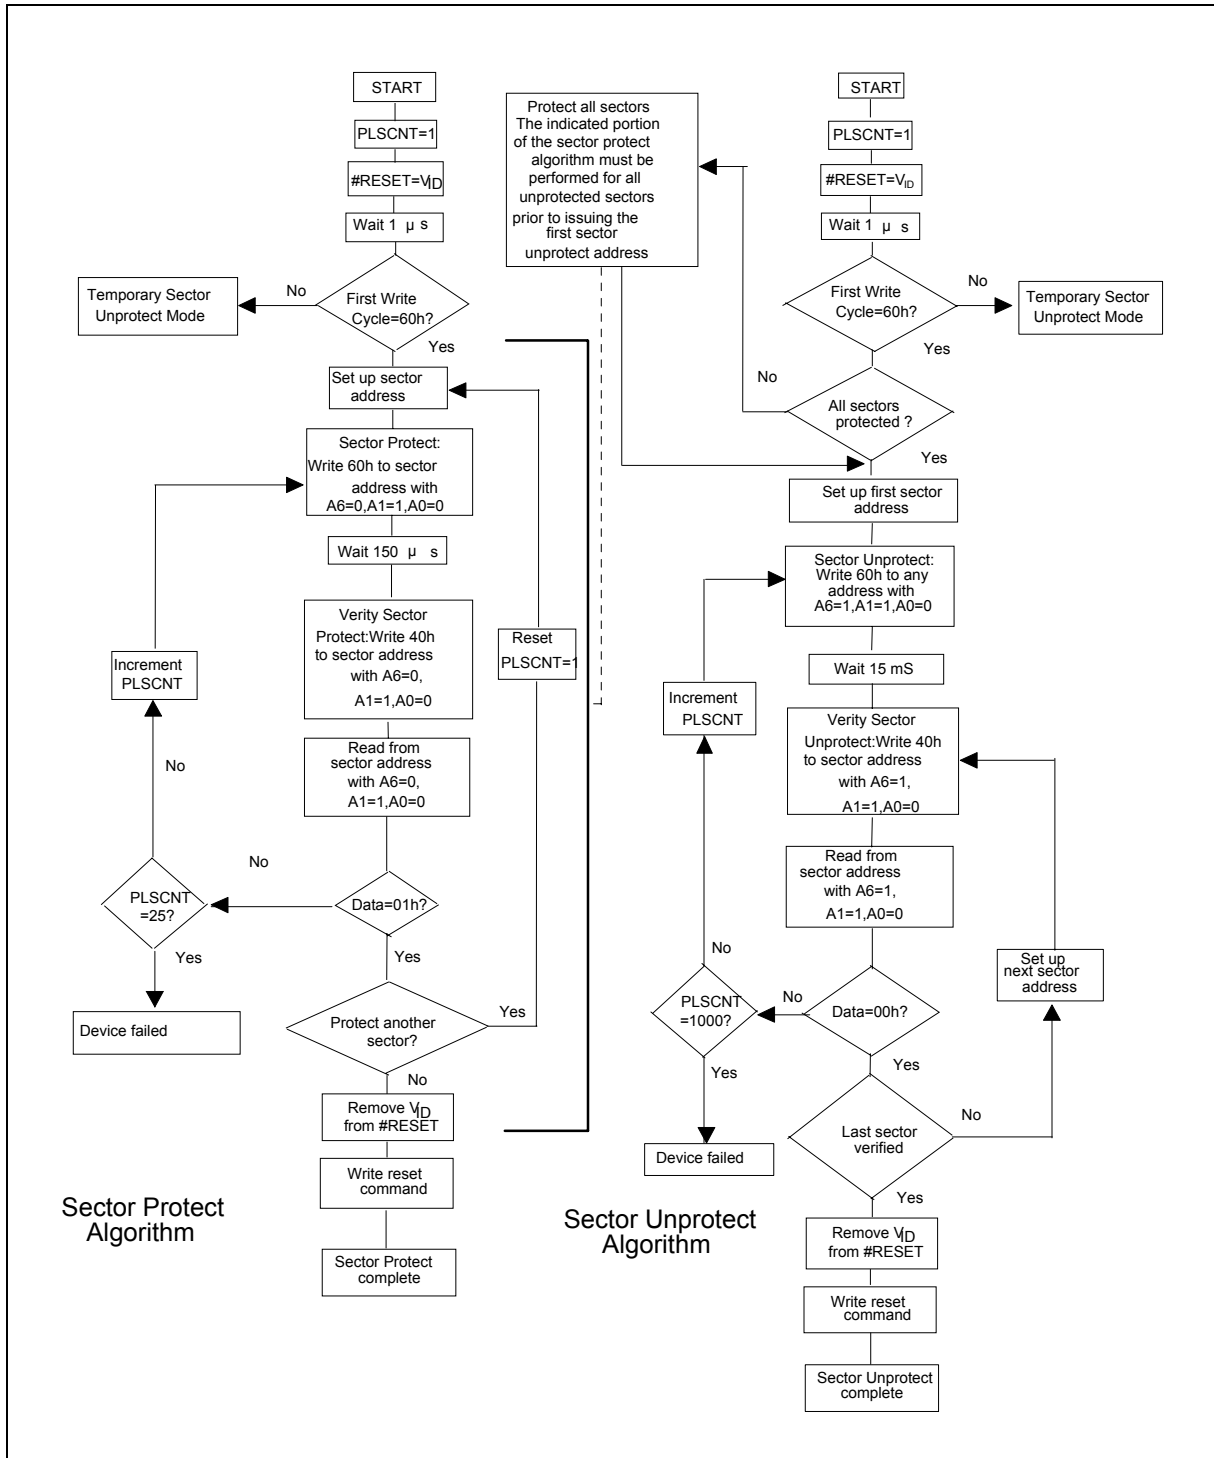 START
PLSCNT=1
#RESET=VID
Wait 1 μ s
First Write
Cycle=60h?
No
Temporary Sector
Unprotect Mode
Yes
Set up sector
address
Sector Protect:
Write 60h to sector
address with
A6=0,A1=1,A0=0
Wait 150 μ s
Verity Sector
Protect:Write 40h
to sector address
with A6=0,
A1=1,A0=0
Reset
PLSCNT=1
Increment
PLSCNT
Read from
sector address
with A6=0,
A1=1,A0=0
No
No
PLSCNT
=25?
Data=01h?
Yes
Yes
Device failed
Protect another
sector?
Yes
No
Remove VID
from #RESET
Write reset
command
Sector Protect
complete
Sector Protect
Algorithm
Protect all sectors
The indicated portion
of the sector protect
algorithm must be
performed for all
unprotected sectors
prior to issuing the
first sector
unprotect address
START
PLSCNT=1
#RESET=VID
Wait 1 μ s
First Write
Cycle=60h?
No
Temporary Sector
Unprotect Mode
Yes
No
All sectors
protected ?
Yes
Set up first sector
address
Sector Unprotect:
Write 60h to any
address with
A6=1,A1=1,A0=0
Wait 15 mS
Increment
PLSCNT
Verity Sector
Unprotect:Write 40h
to sector address
with A6=1,
A1=1,A0=0
Read from
sector address
with A6=1,
A1=1,A0=0
No
Set up
next sector
address
PLSCNT
=1000?
No
Data=00h?
Yes
Yes
Device failed
Last sector
verified
No
Yes
Remove VID
from #RESET
Write reset
command
Sector Unprotect
complete
Sector Unprotect
Algorithm